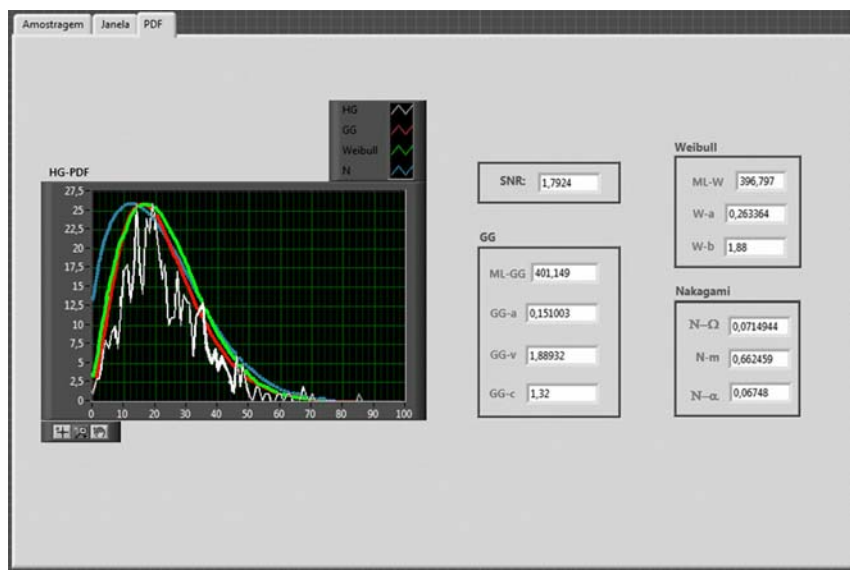 Amostragem Janela PDF
HG
GG
Weibull
N
HG-PDF
27,5
25
22,5
20
17,5
15
12,5
10
7,5
5
2,5
0
0 10 20 30 40 50 60 70 80 90 100
SNR: 1,7924
GG
ML-GG 401,149
GG-a 0,151003
GG-v 1,88932
GG-c 1,32
Weibull
ML-W 396,797
W-a 0,263364
W-b 1,88
Nakagami
N-Ω 0,0714944
N-m 0,662459
N-α 0,06748